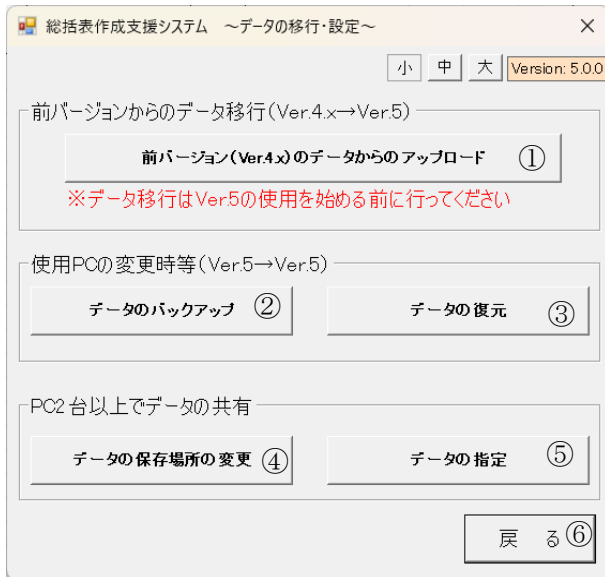 総括表作成支援システム ～データの移行・設定～
小 中 大 Version: 5.0.0
前バージョンからのデータ移行(Ver.4.x→Ver.5)
前バージョン(Ver.4.x)のデータからのアップロード ①
※データ移行はVer.5の使用を始める前に行ってください
使用PCの変更時等(Ver.5→Ver.5)
データのバックアップ ② データの復元 ③
PC2台以上でデータの共有
データの保存場所の変更 ④ データの指定 ⑤
戻 る ⑥